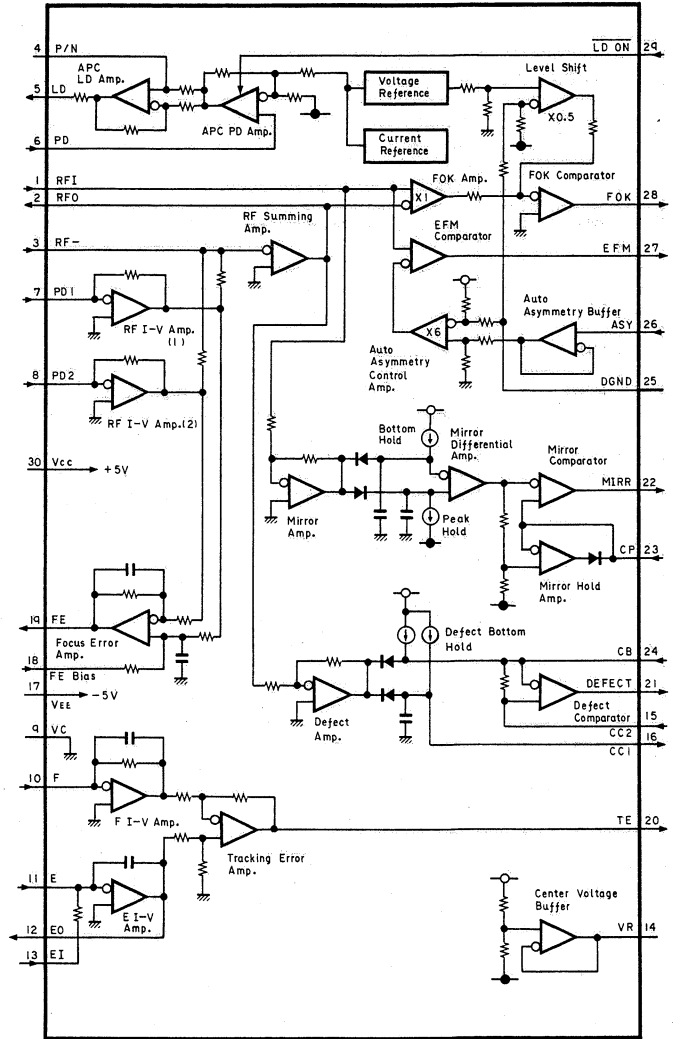 4 P/N
APC
LD Amp.
5 LD
APC PD Amp.
6 PD
Voltage
Reference
Current
Reference
LD ON 29
Level Shift
X0.5
1 RFI
2 RFO
FOK Amp.
X1
FOK Comparator
FOK 28
RF Summing
Amp.
3 RF-
EFM
Comparator
EFM 27
7 PD1
RF I-V Amp.
(1)
Auto
Asymmetry Buffer
X6
ASY 26
Auto
Asymmetry
Control
Amp.
8 PD2
RF I-V Amp.(2)
DGND 25
30 Vcc +5V
Bottom
Hold
Mirror
Differential
Amp.
Mirror
Comparator
MIRR 22
Mirror
Amp.
Peak
Hold
CP 23
Mirror Hold
Amp.
19 FE
Focus Error
Amp.
18
FE Bias
17
VEE
-5V
Defect Bottom
Hold
CB 24
DEFECT 21
Defect
Comparator
15
CC2
16
CC1
Defect
Amp.
9 VC
10 F
F I-V Amp.
Tracking Error
Amp.
TE 20
11 E
E I-V
Amp.
12 EO
13 EI
Center Voltage
Buffer
VR 14